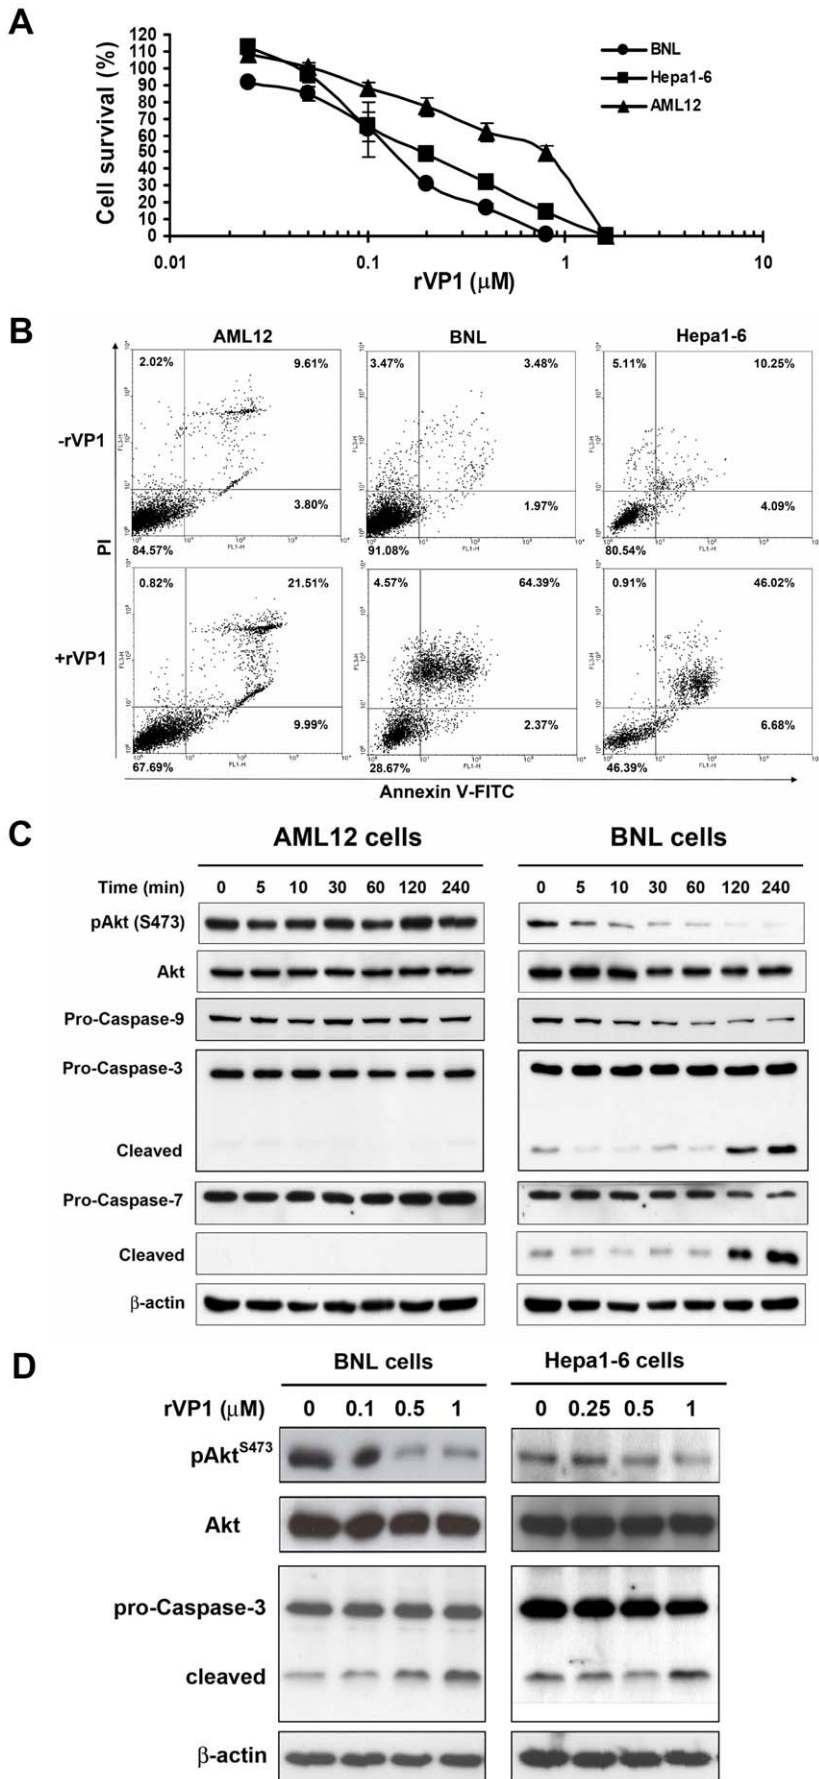 A
Cell survival (%)
120
110
100
90
80
70
60
50
40
30
20
10
0
0.01 0.1 1 10
rVP1 (μM)
BNL
Hepa1-6
AML12
B
AML12 BNL Hepa1-6
-rVP1
2.02% 9.61% 3.47% 3.48% 5.11% 10.25%
3.80% 1.97% 4.09%
84.57% 91.08% 80.54%
FL1-H FL1-H FL1-H
PI
+rVP1
0.82% 21.51% 4.57% 64.39% 0.91% 46.02%
9.99% 2.37% 6.68%
67.69% 28.67% 46.39%
FL1-H FL1-H FL1-H
Annexin V-FITC
C
AML12 cells BNL cells
Time (min) 0 5 10 30 60 120 240 0 5 10 30 60 120 240
pAkt (S473)
Akt
Pro-Caspase-9
Pro-Caspase-3
Cleaved
Pro-Caspase-7
Cleaved
β-actin
D
BNL cells Hepa1-6 cells
rVP1 (μM) 0 0.1 0.5 1 0 0.25 0.5 1
pAktS473
Akt
pro-Caspase-3
cleaved
β-actin